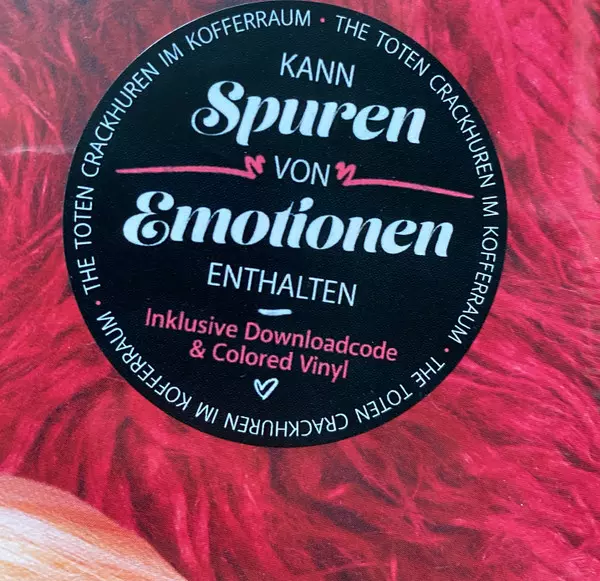 THE TOTEN CRACKHUREN IM KOFFERRAUM • THE TOTEN CRACKHUREN IM KOFFERRAUM • THE TOTEN CRACKHUREN IM KOFFERRAUM •
KANN
Spuren
VON
Emotionen
ENTHALTEN
Inklusive Downloadcode
& Colored Vinyl